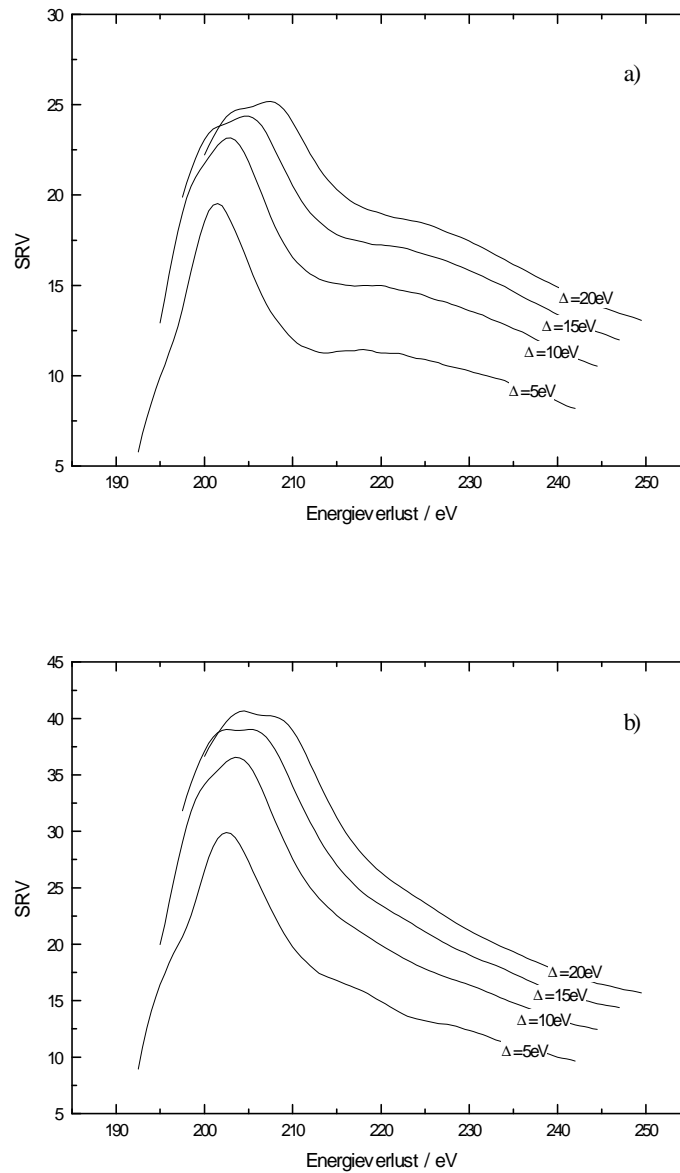 30
a)
25
20
SRV
15
Δ=20eV
Δ=15eV
Δ=10eV
10
Δ=5eV
5
190 200 210 220 230 240 250
Energieverlust / eV
45
b)
40
35
30
SRV
25
20
Δ=20eV
15
Δ=15eV
Δ=10eV
10
Δ=5eV
5
190 200 210 220 230 240 250
Energieverlust / eV